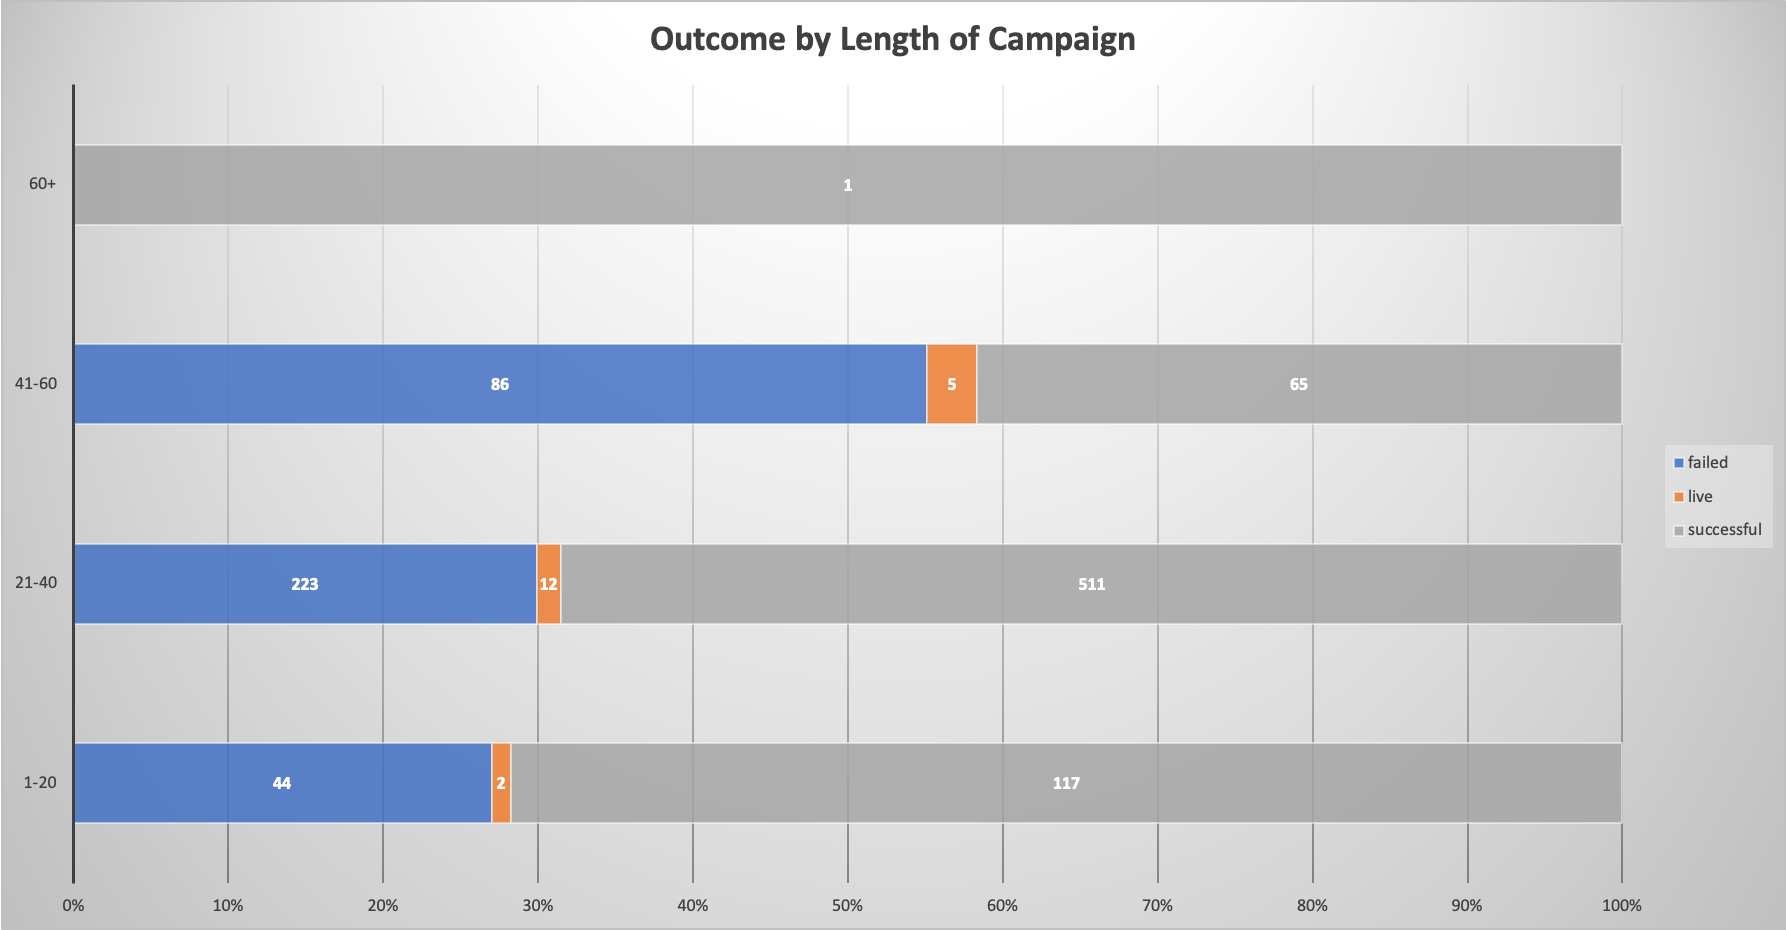 Outcome by Length of Campaign
60+
1
41-60
86 5 65
failed
live
successful
21-40
223 12 511
1-20
44 2 117
0% 10% 20% 30% 40% 50% 60% 70% 80% 90% 100%